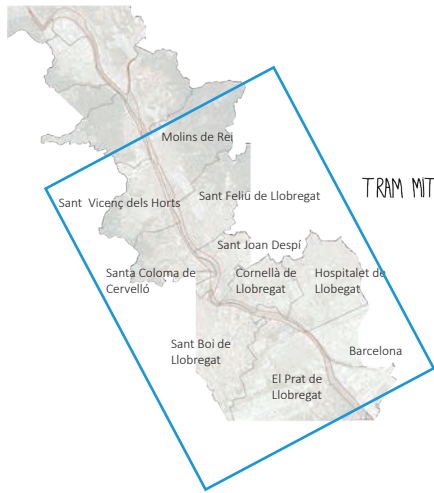 Molins de Rei
TRAM MIT
Sant Vicenç dels Horts
Sant Feliu de Llobregat
Sant Joan Despí
Santa Coloma de
Cervelló
Cornellà de
Llobregat
Hospitalet de
Llobegat
Sant Boi de
Llobregat
Barcelona
El Prat de
Llobregat